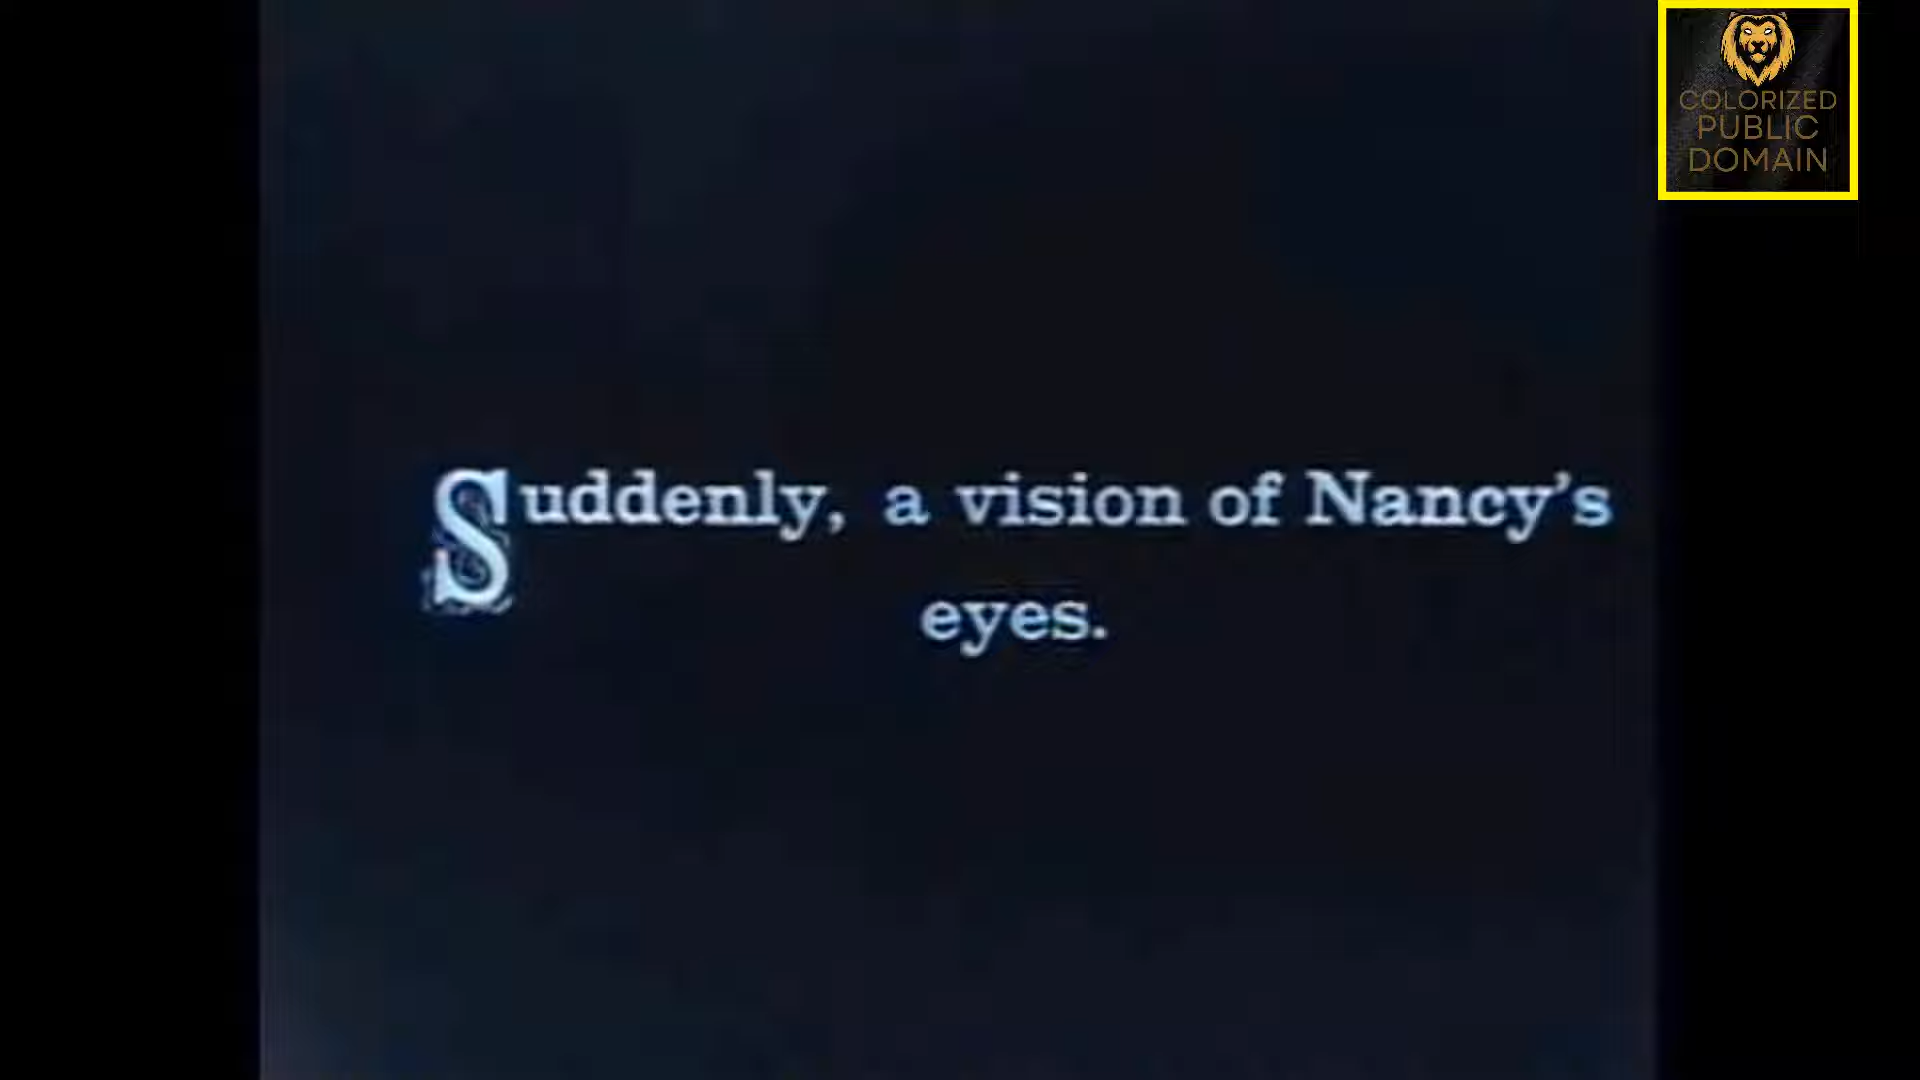 COLORIZED
PUBLIC
DOMAIN
Suddenly, a vision of Nancy's
eyes.